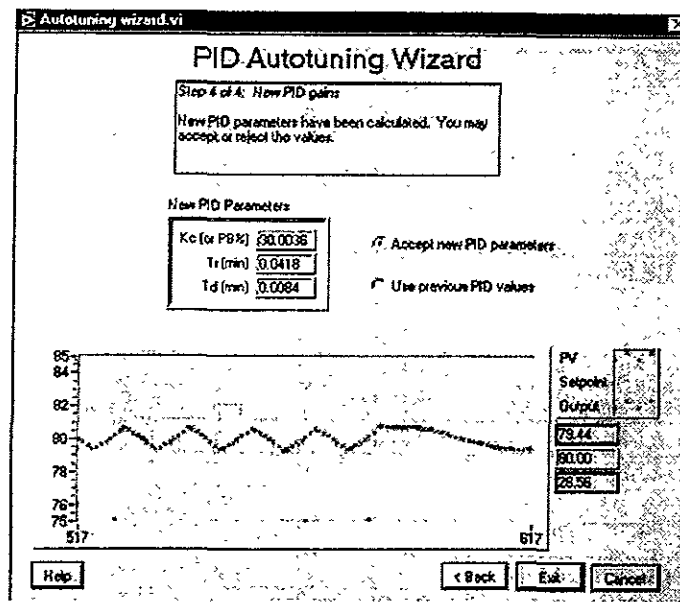 Autotuning wizard.vi
PID Autotuning Wizard
Step 4 of 4: New PID gains
New PID parameters have been calculated. You may
accept or reject the values.
New PID Parameters
Kc (or PB%) 30.0036
Ti (min) 0.0418
Td (min) 0.0084
Accept new PID parameters
Use previous PID values
85
84
82
80
78
76
75
517
617
PV
Setpoint
Output
79.44
80.00
28.56
Help
< Back
Exit
Cancel